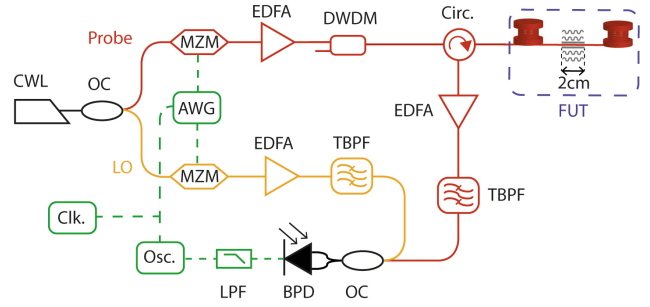 EDFA
DWDM
Circ.
Probe
MZM
CWL
OC
AWG
2cm
FUT
EDFA
LO
EDFA
TBPF
MZM
TBPF
Clk.
Osc.
LPF
BPD
OC